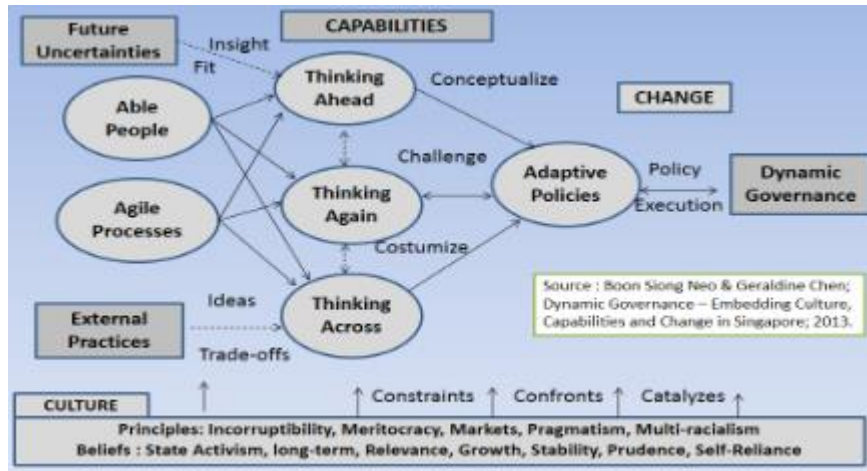 Future
Uncertainties
Insight
Fit
CAPABILITIES
Thinking
Ahead
Conceptualize
CHANGE
Able
People
Challenge
Adaptive
Policies
Policy
Execution
Dynamic
Governance
Thinking
Again
Agile
Processes
Costumize
Ideas
Thinking
Across
External
Practices
Trade-offs
Source : Boon Siong Neo & Geraldine Chen;
Dynamic Governance – Embedding Culture,
Capabilities and Change in Singapore; 2013.
Constraints
Confronts
Catalyzes
CULTURE
Principles: Incorruptibility, Meritocracy, Markets, Pragmatism, Multi-racialism
Beliefs : State Activism, long-term, Relevance, Growth, Stability, Prudence, Self-Reliance